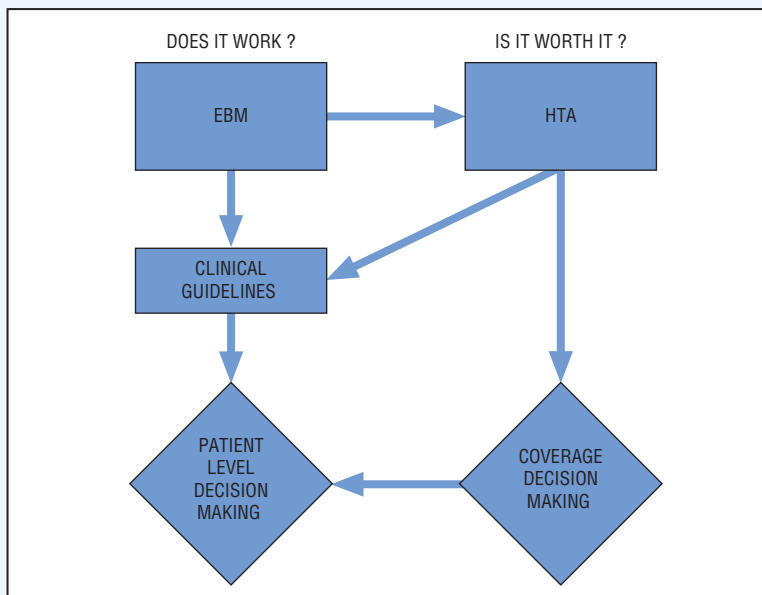 DOES IT WORK ?
IS IT WORTH IT ?
EBM
HTA
CLINICAL
GUIDELINES
PATIENT
LEVEL
DECISION
MAKING
COVERAGE
DECISION
MAKING